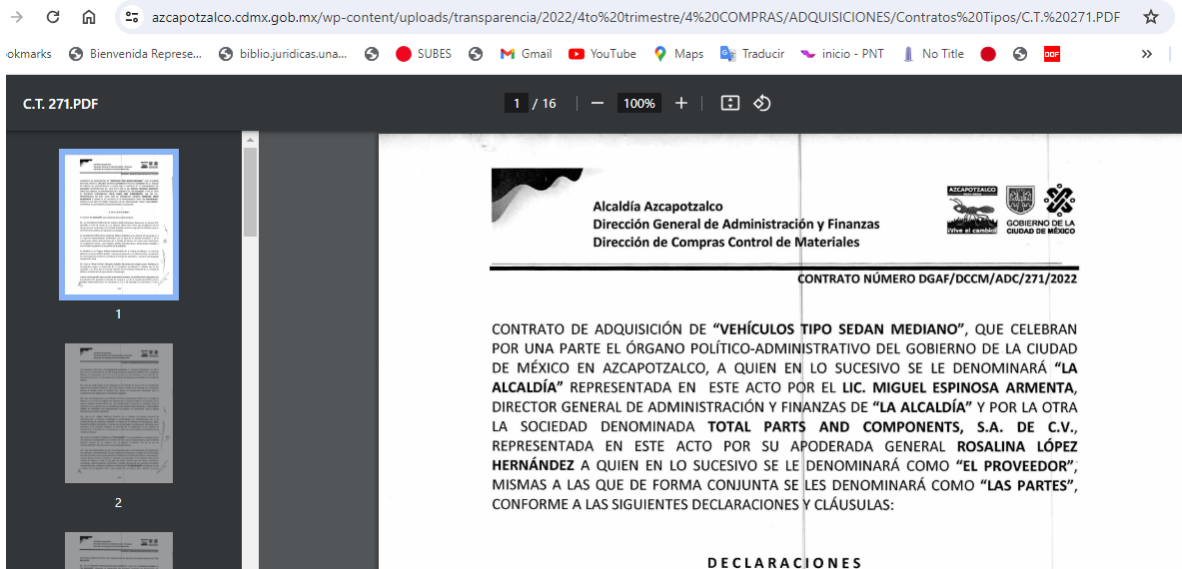 azcapotzalco.cdmx.gob.mx/wp-content/uploads/transparencia/2022/4to%20trimestre/4%20COMPRAS/ADQUISICIONES/Contratos%20Tipos/C.T.%20271.PDF
ookmarks Bienvenida Represe... biblio.juridicas.una... SUBES Gmail YouTube Maps Traducir inicio - PNT No Title DOF »
C.T. 271.PDF 1 / 16 − 100% +
Alcaldía Azcapotzalco
Dirección General de Administración y Finanzas
Dirección de Compras Control de Materiales
AZCAPOTZALCO
¡Vive el cambio!
GOBIERNO DE LA
CIUDAD DE MÉXICO
CONTRATO NÚMERO DGAF/DCCM/ADC/271/2022
CONTRATO DE ADQUISICIÓN DE “VEHÍCULOS TIPO SEDAN MEDIANO”, QUE CELEBRAN
POR UNA PARTE EL ÓRGANO POLÍTICO-ADMINISTRATIVO DEL GOBIERNO DE LA CIUDAD
DE MÉXICO EN AZCAPOTZALCO, A QUIEN EN LO SUCESIVO SE LE DENOMINARÁ “LA
ALCALDÍA” REPRESENTADA EN ESTE ACTO POR EL LIC. MIGUEL ESPINOSA ARMENTA,
DIRECTOR GENERAL DE ADMINISTRACIÓN Y FINANZAS DE “LA ALCALDÍA” Y POR LA OTRA
LA SOCIEDAD DENOMINADA TOTAL PARTS AND COMPONENTS, S.A. DE C.V.,
REPRESENTADA EN ESTE ACTO POR SU APODERADA GENERAL ROSALINA LÓPEZ
HERNÁNDEZ A QUIEN EN LO SUCESIVO SE LE DENOMINARÁ COMO “EL PROVEEDOR”,
MISMAS A LAS QUE DE FORMA CONJUNTA SE LES DENOMINARÁ COMO “LAS PARTES”,
CONFORME A LAS SIGUIENTES DECLARACIONES Y CLÁUSULAS:
DECLARACIONES
1
2